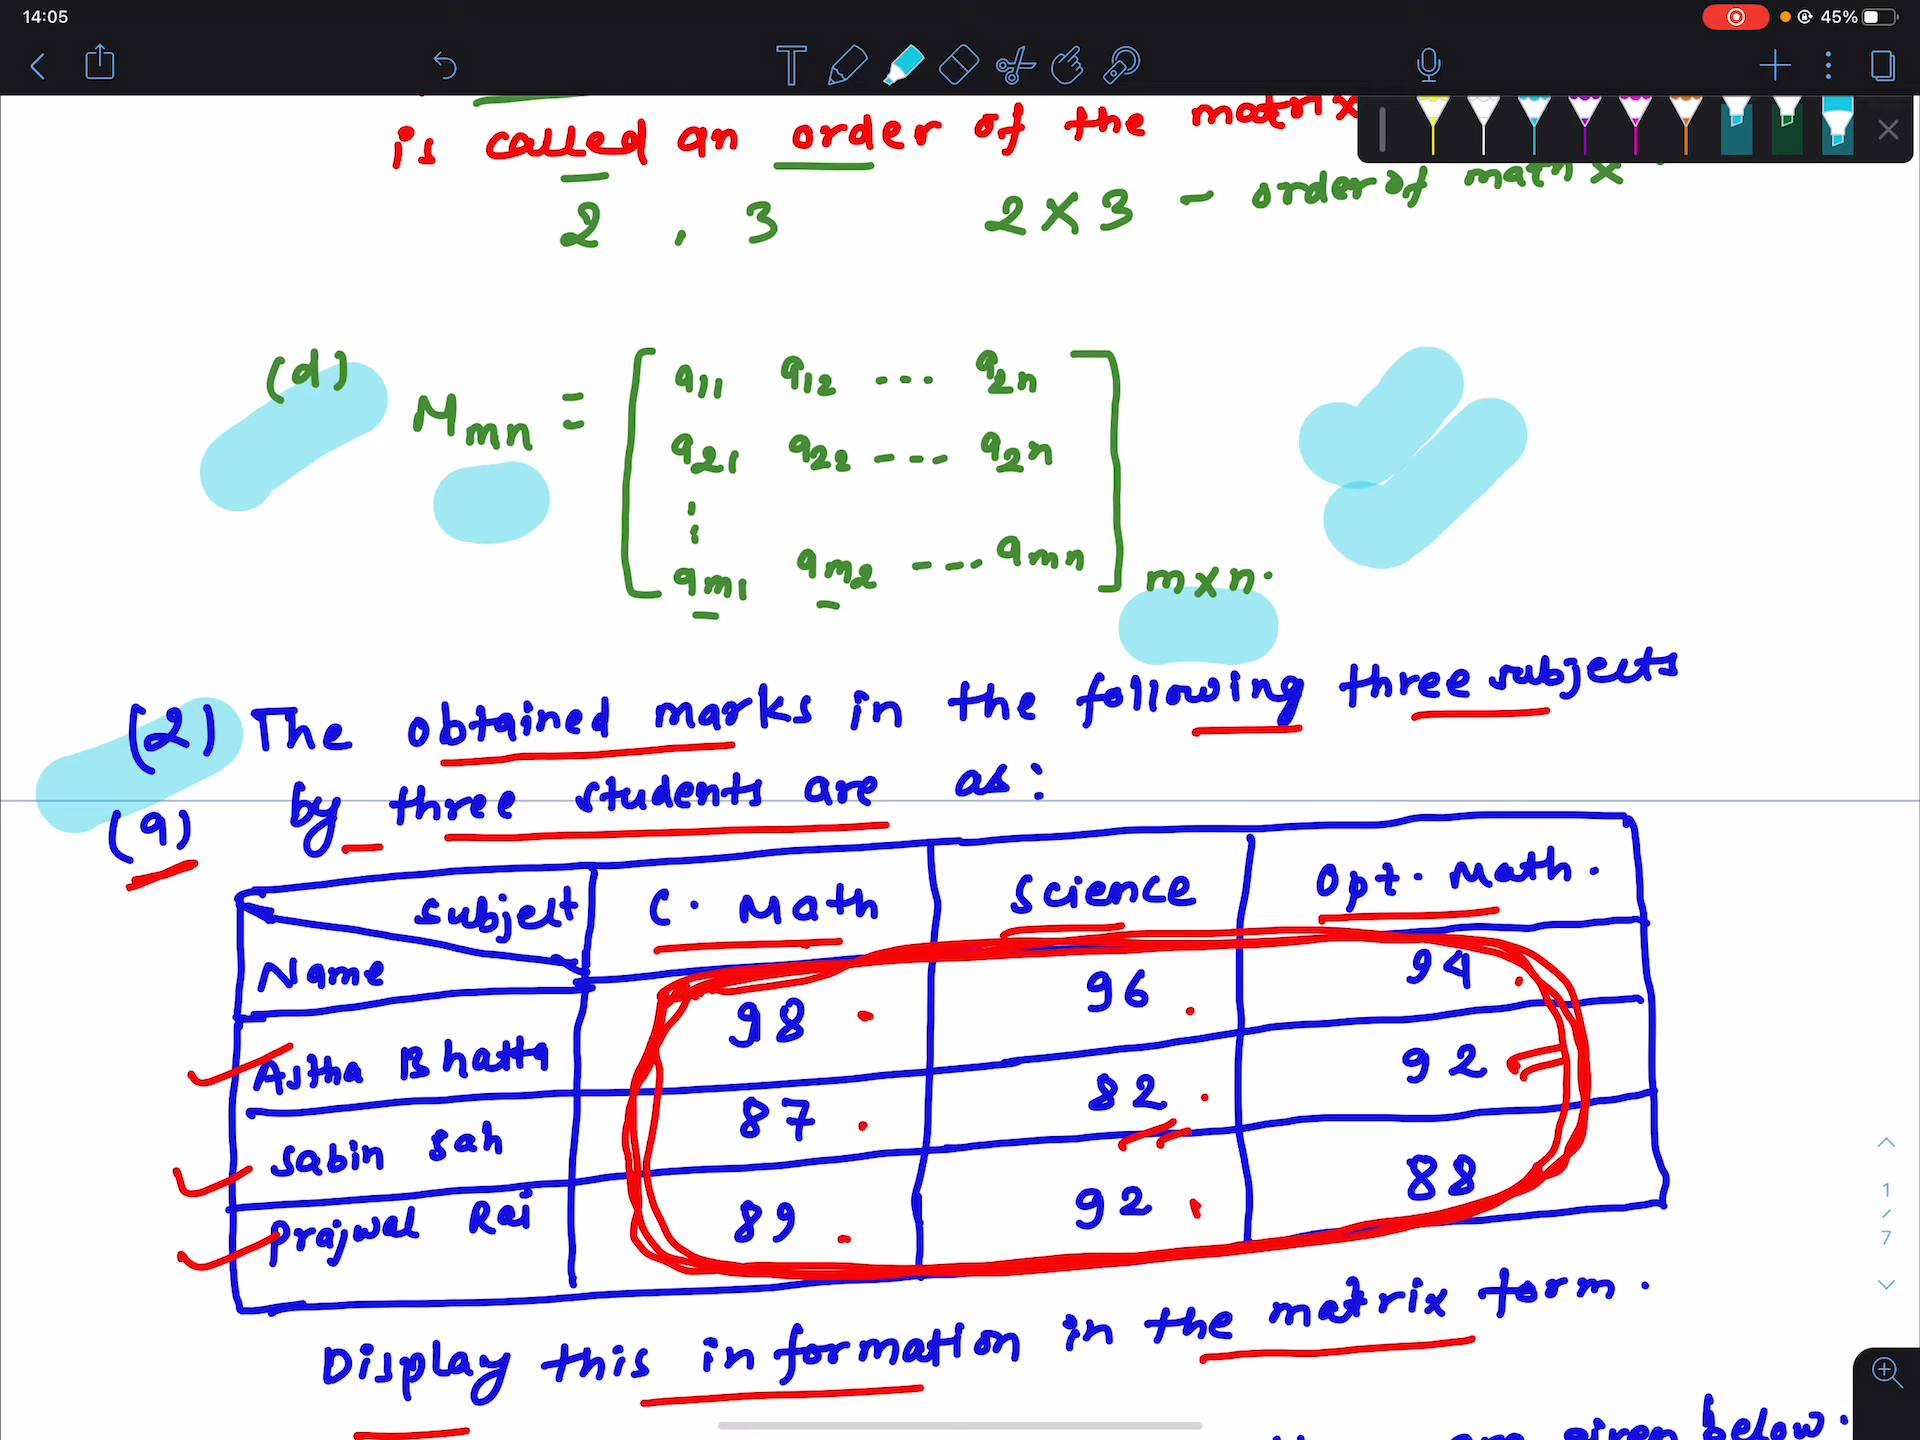 14:05
45%
is called an order of the matrix
2 , 3 2 × 3 - order of matrix
(d) M mn = [ a11 a12 ... a2n
a21 a22 ---- a2n
⋮
am1 am2 ---- amn ] m×n.
(2) The obtained marks in the following three subjects
(a) by three students are as:
Subject C. Math Science Opt. Math.
Name
Astha Bhatta 98 96 94
Sabin Sah 87 82 92
Prajwal Rai 89 92 88
Display this information in the matrix form.
are given below.
1
/
7